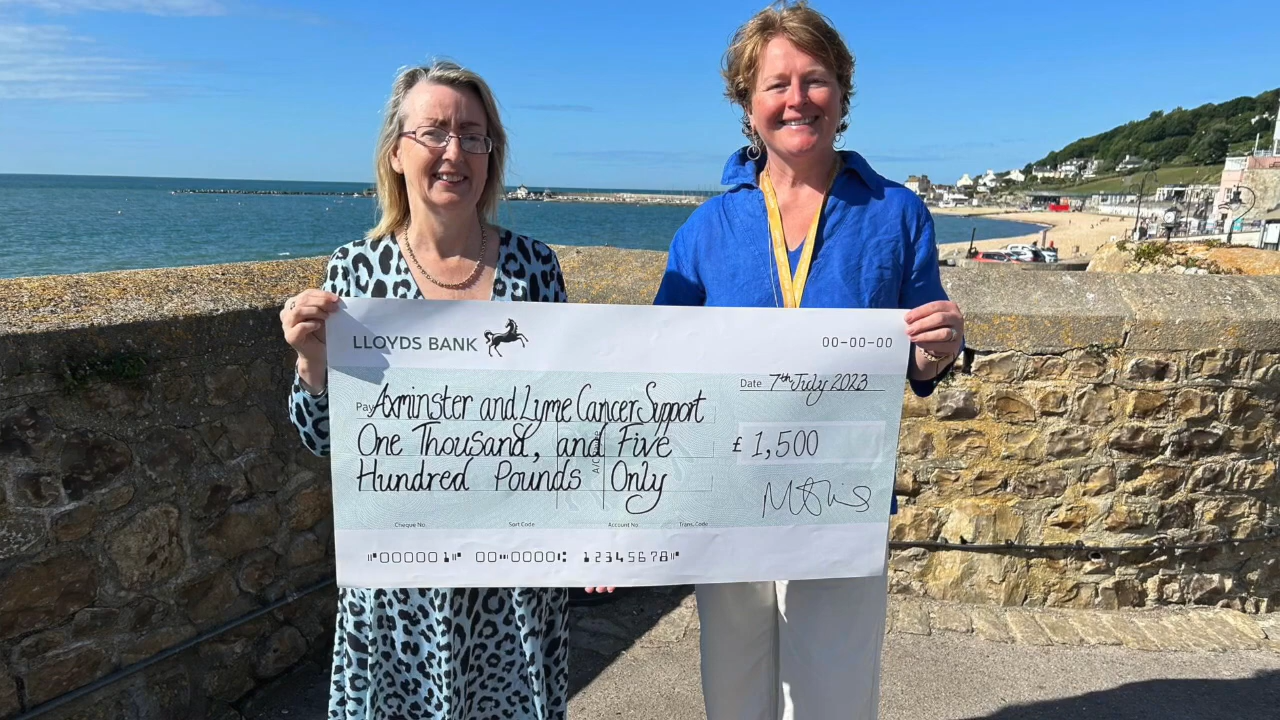 LLOYDS BANK
00-00-00
Date 7th July 2023
Pay Axminster and Lyme Cancer Support
One Thousand, and Five
£ 1,500
Hundred Pounds Only
Cheque No. Sort Code Account No. Trans. Code
⑈000001⑈ 00⑉0000⑆ 12345678⑈